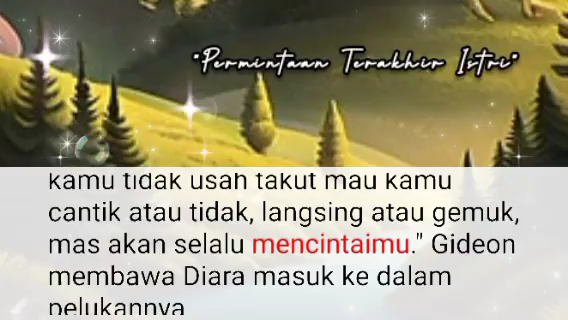 "Permintaan Terakhir Istri"
kamu tidak usah takut mau kamu
cantik atau tidak, langsing atau gemuk,
mas akan selalu mencintaimu." Gideon
membawa Diara masuk ke dalam
pelukannya